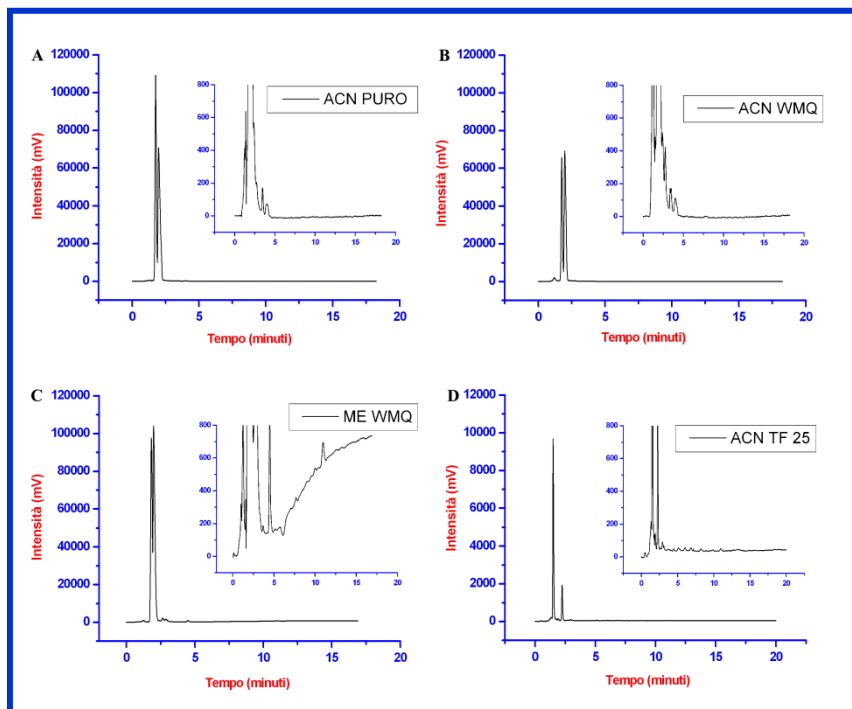 A
120000
100000
80000
60000
40000
20000
0
Intensità (mV)
0 5 10 15 20
Tempo (minuti)
800
600
400
200
0
0 5 10 15 20
ACN PURO
B
120000
100000
80000
60000
40000
20000
0
Intensità (mV)
0 5 10 15 20
Tempo (minuti)
800
600
400
200
0
0 5 10 15 20
ACN WMQ
C
120000
100000
80000
60000
40000
20000
0
Intensità (mV)
0 5 10 15 20
Tempo (minuti)
800
600
400
200
0
0 5 10 15 20
ME WMQ
D
12000
10000
8000
6000
4000
2000
0
Intensità (mV)
0 5 10 15 20
Tempo (minuti)
800
600
400
200
0
0 5 10 15 20
ACN TF 25